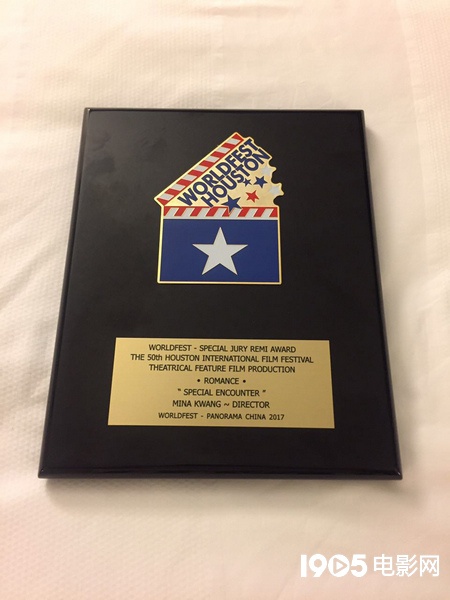 WORLDFEST
HOUSTON
WORLDFEST - SPECIAL JURY REMI AWARD
THE 50th HOUSTON INTERNATIONAL FILM FESTIVAL
THEATRICAL FEATURE FILM PRODUCTION
• ROMANCE •
“ SPECIAL ENCOUNTER ”
MINA KWANG ~ DIRECTOR
WORLDFEST - PANORAMA CHINA 2017
1905电影网